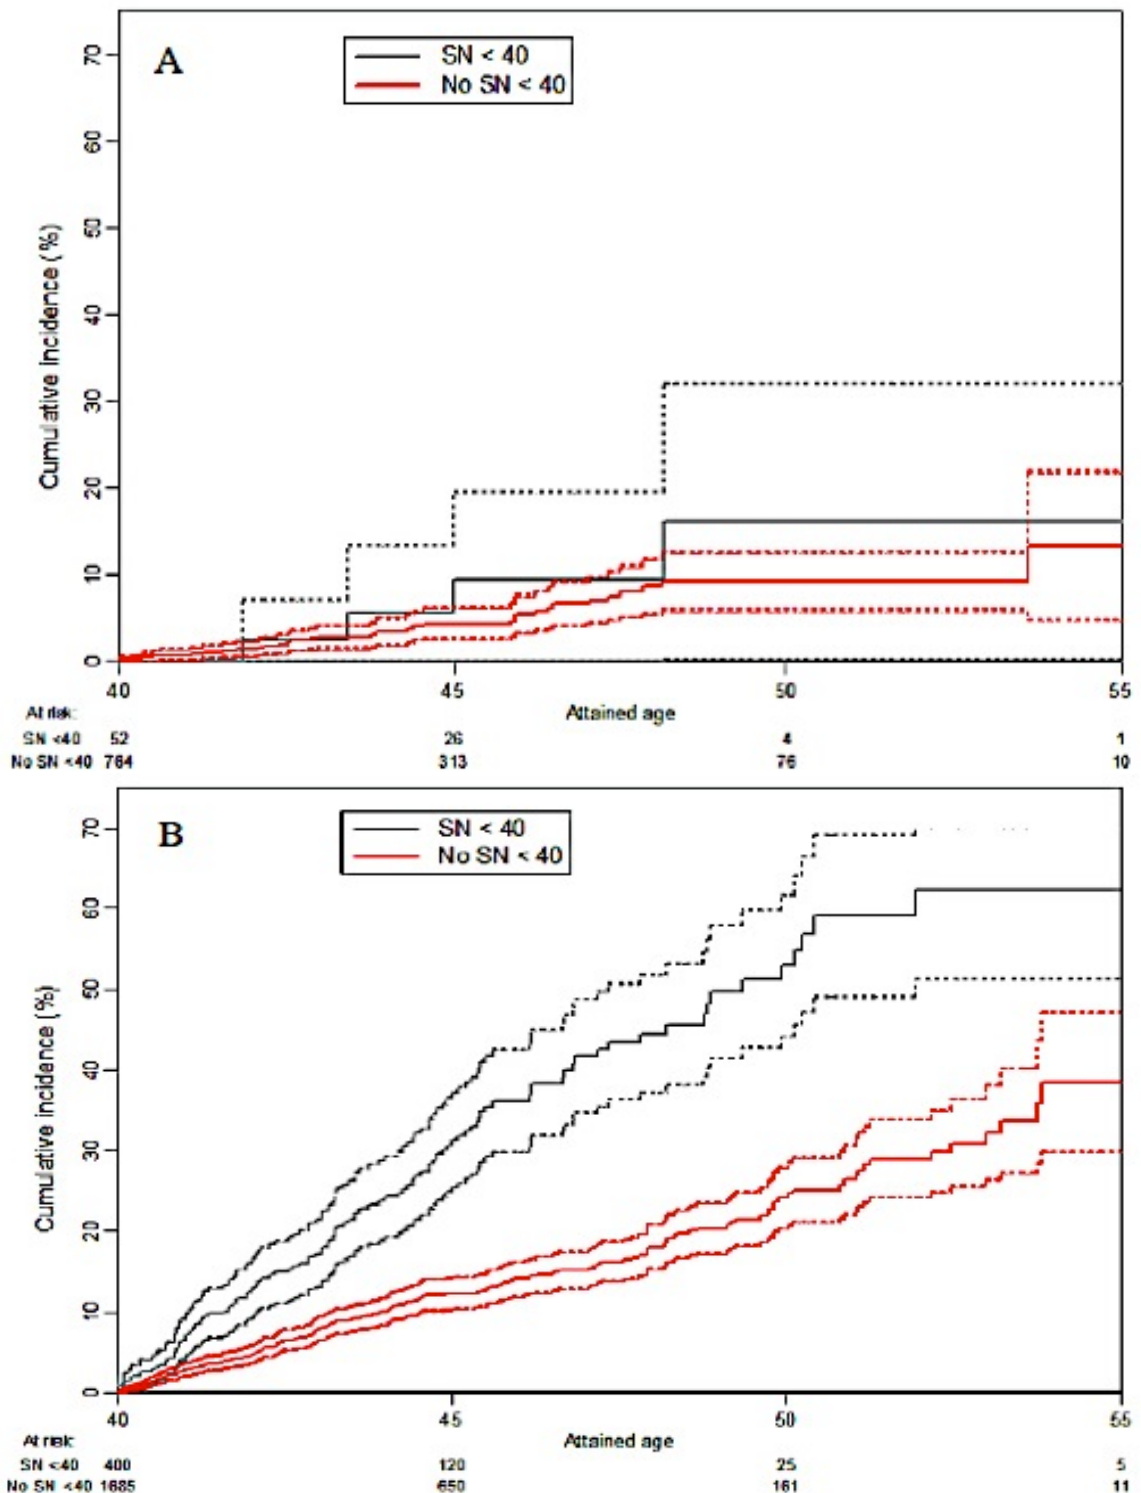 A
SN < 40
No SN < 40
Cumulative incidence (%)
70
60
50
40
30
20
10
0
40 45 50 55
Attained age
At risk:
SN <40 52 26 4 1
No SN <40 764 313 76 10
B
SN < 40
No SN < 40
Cumulative incidence (%)
70
60
50
40
30
20
10
0
40 45 50 55
Attained age
At risk:
SN <40 400 120 25 5
No SN <40 1685 650 161 11